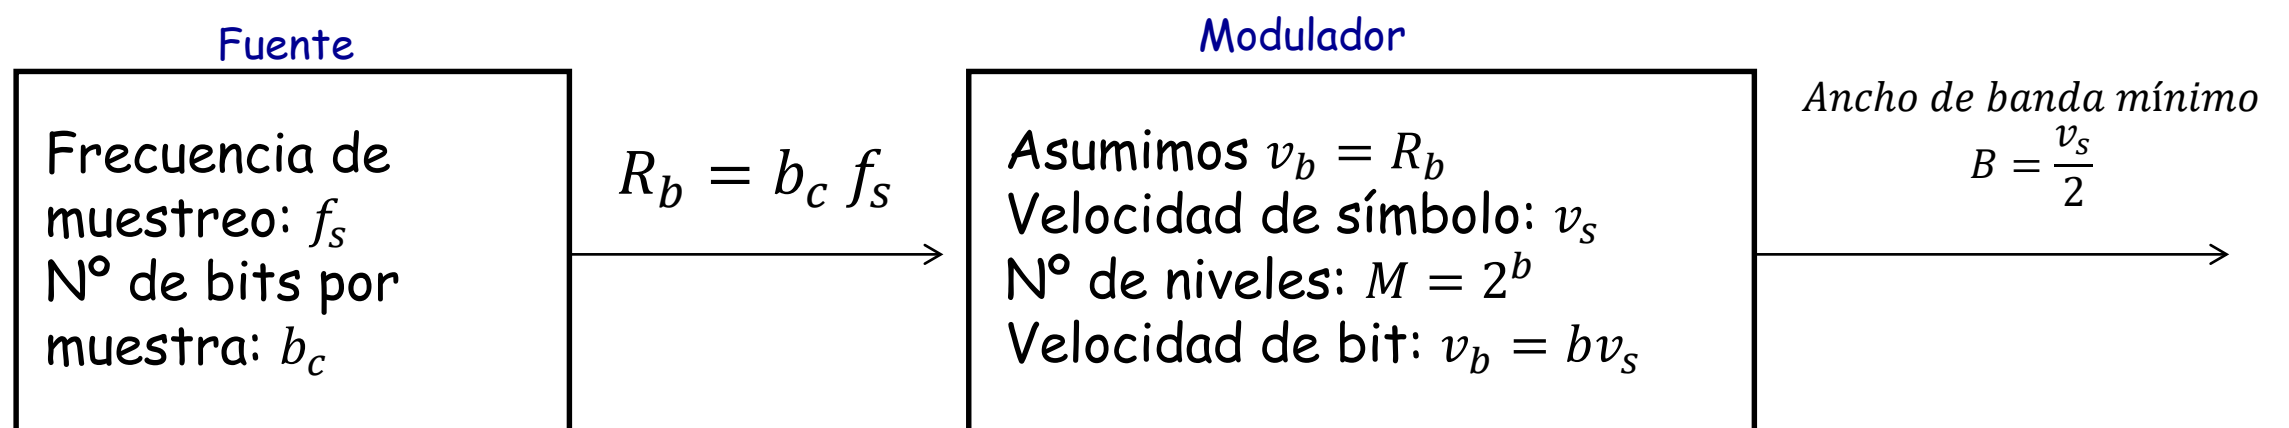 Fuente
Frecuencia de
muestreo: f_s
Nº de bits por
muestra: b_c
R_b = b_c f_s
Modulador
Asumimos v_b = R_b
Velocidad de símbolo: v_s
Nº de niveles: M = 2^b
Velocidad de bit: v_b = bv_s
Ancho de banda mínimo
B = v_s/2